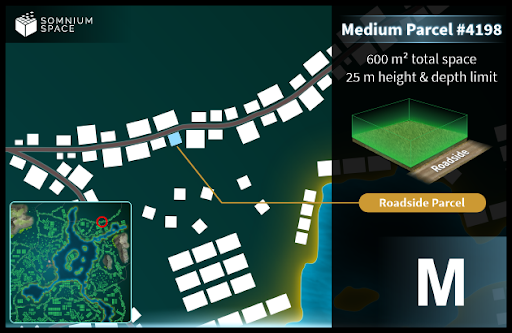 SOMNIUM
SPACE
Medium Parcel #4198
600 m² total space
25 m height & depth limit
Roadside
Roadside Parcel
M